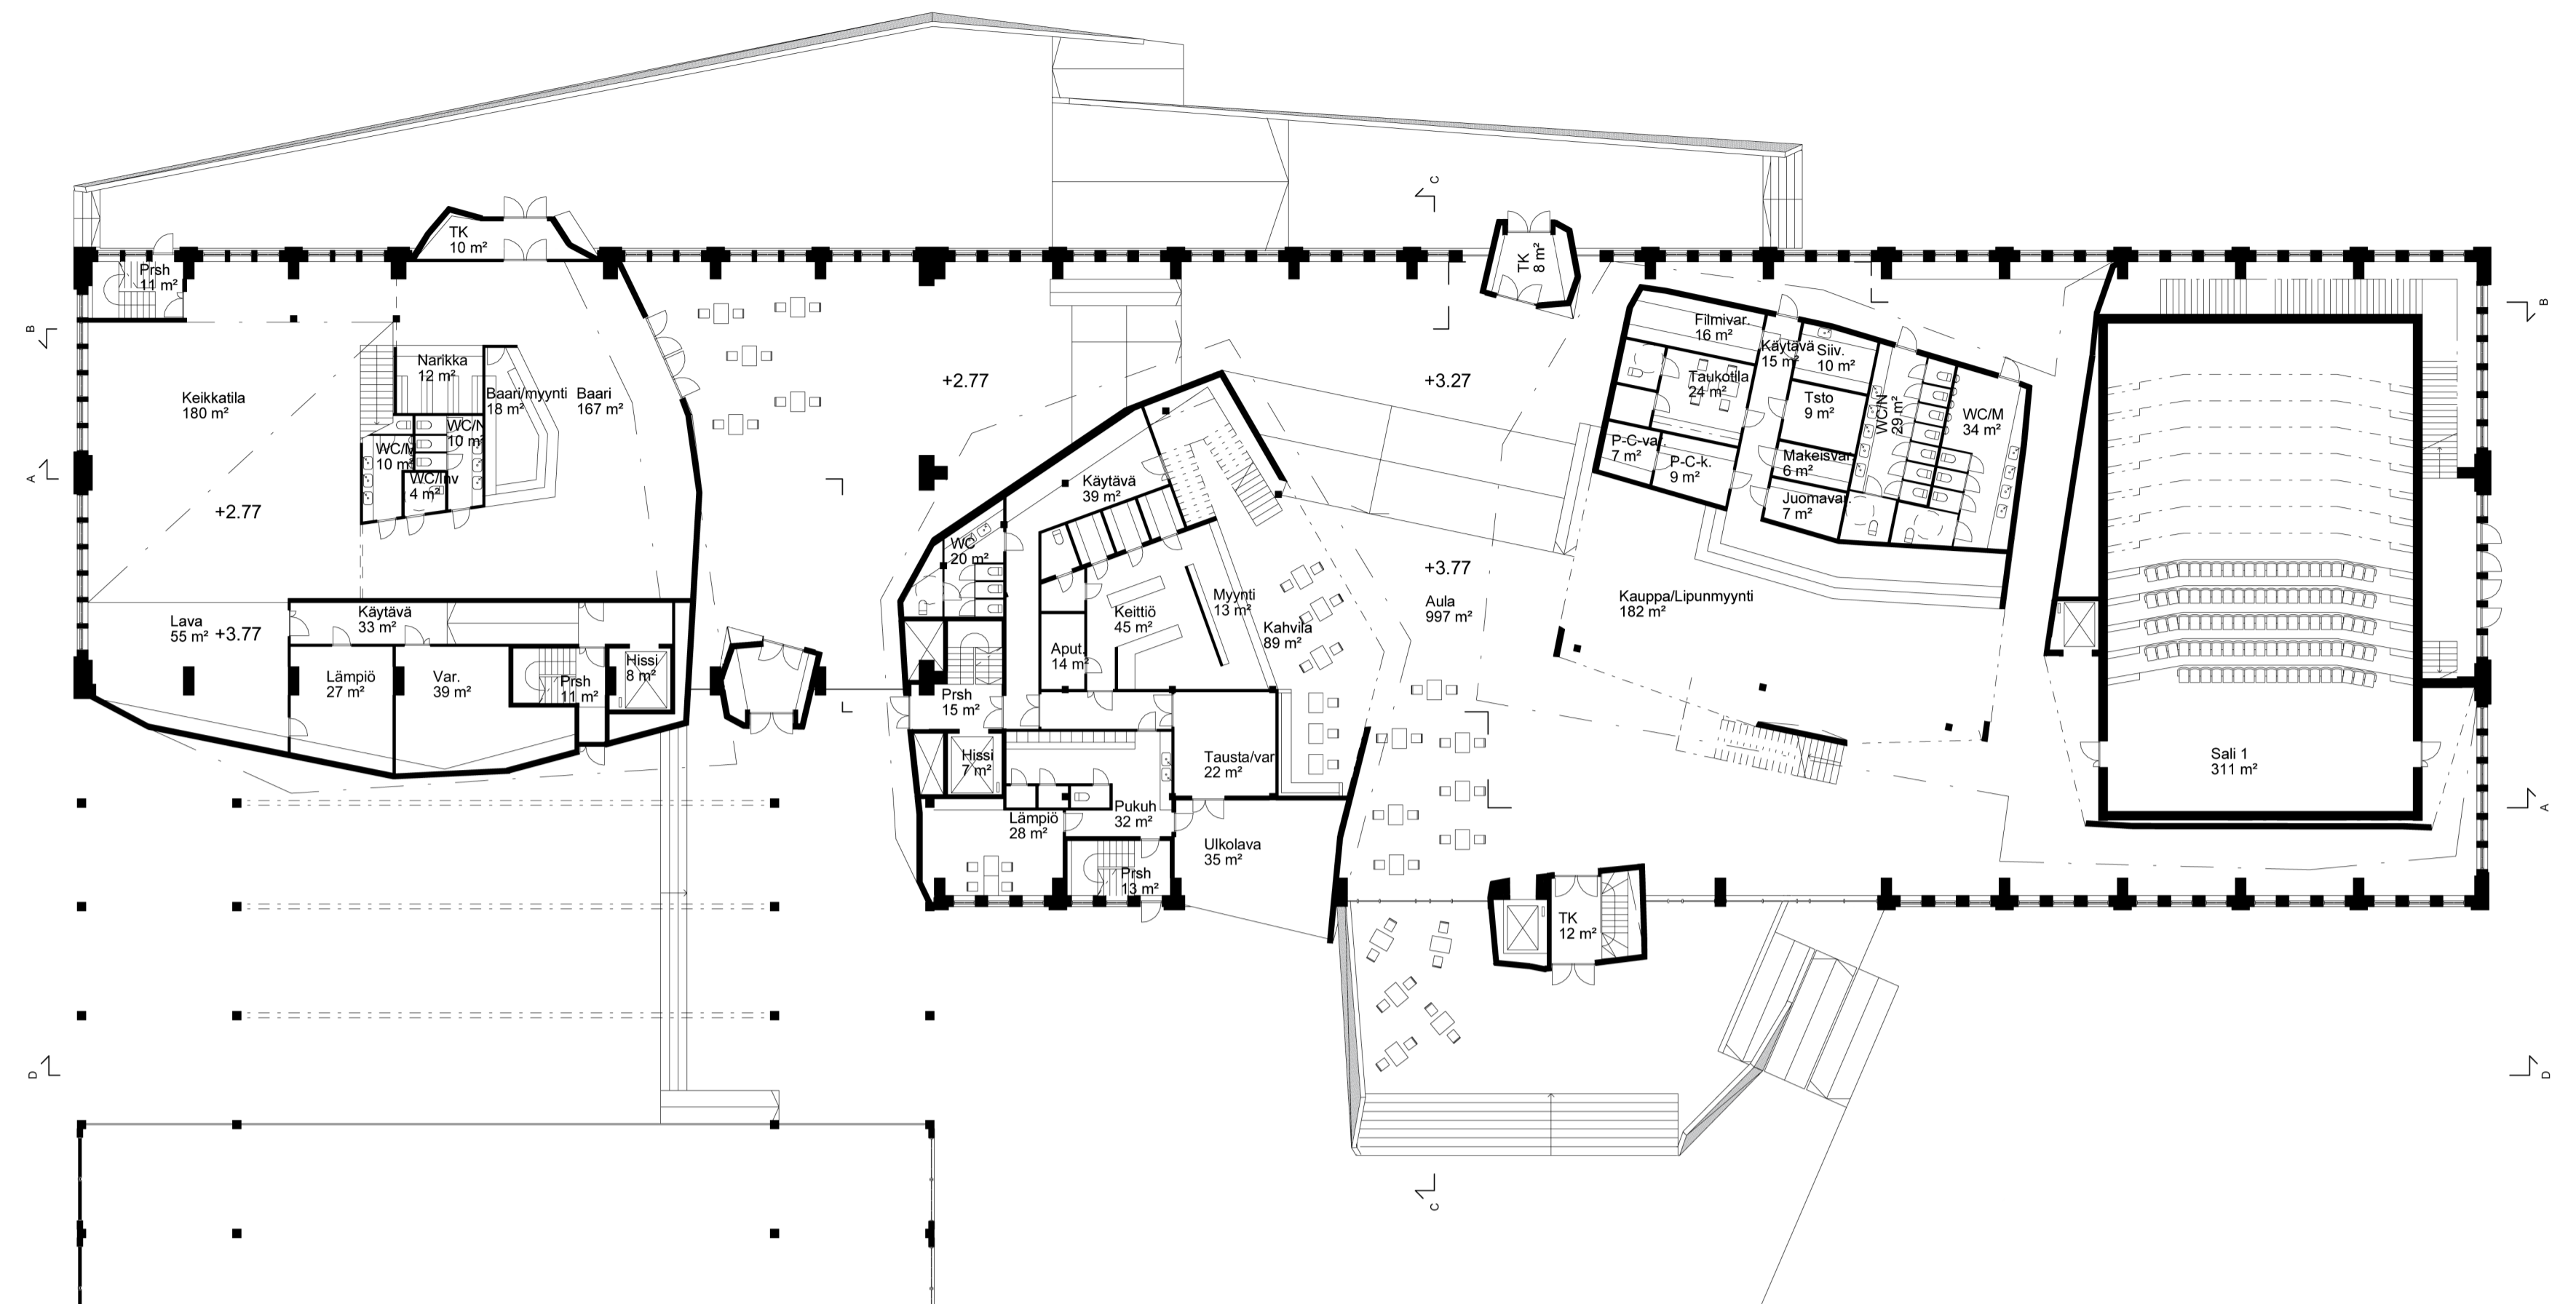 C
TK
10 m²
TK
8 m²
Prsh
11 m²
B
B
Narikka
12 m²
Keikkatila
180 m²
Baari/myynti
18 m²
Baari
167 m²
+2.77
+3.27
Filmivar.
16 m²
Käytävä
15 m²
Siiv.
10 m²
Taukotila
24 m²
Tsto
9 m²
WC/N
29 m²
WC/M
34 m²
WC/N
10 m²
WC/M
10 m²
WC/Inv
4 m²
P-C-var.
7 m²
P-C-k.
9 m²
Makeisvar.
6 m²
Juomavar.
7 m²
A
+2.77
Käytävä
39 m²
WC
20 m²
+3.77
Aula
997 m²
Myynti
13 m²
Keittiö
45 m²
Kahvila
89 m²
Kauppa/Lipunmyynti
182 m²
Käytävä
33 m²
Lava
55 m²
+3.77
Aput.
14 m²
Lämpiö
27 m²
Var.
39 m²
Prsh
11 m²
Hissi
8 m²
Prsh
15 m²
Hissi
7 m²
Tausta/var
22 m²
Sali 1
311 m²
A
Pukuh
32 m²
Lämpiö
28 m²
Ulkolava
35 m²
Prsh
13 m²
TK
12 m²
D
D
C